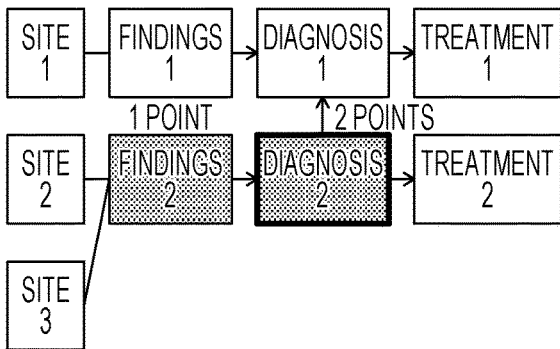 SITE
1
FINDINGS
1
DIAGNOSIS
1
TREATMENT
1
1 POINT
2 POINTS
SITE
2
FINDINGS
2
DIAGNOSIS
2
TREATMENT
2
SITE
3